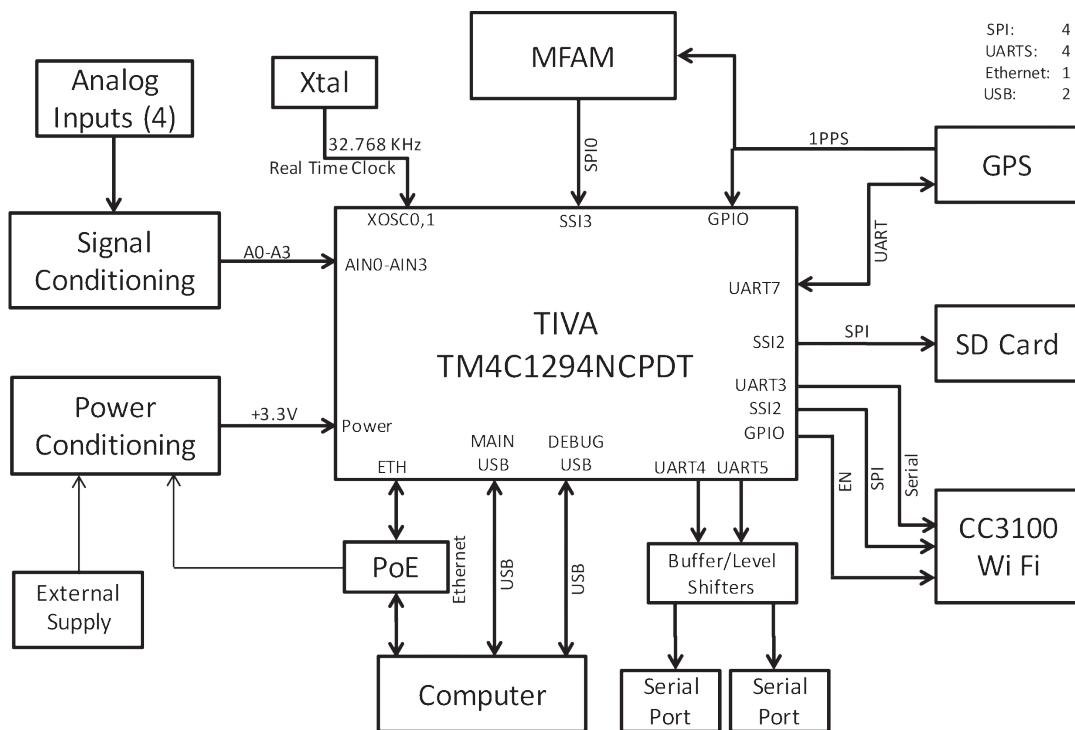 SPI: 4
UARTS: 4
Ethernet: 1
USB: 2
MFAM
Analog
Inputs (4)
Xtal
32.768 KHz
Real Time Clock
SPI0
1PPS
GPS
UART
Signal
Conditioning
A0-A3
XOSC0,1
SSI3
GPIO
AIN0-AIN3
UART7
TIVA
TM4C1294NCPDT
SSI2
SPI
SD Card
UART3
SSI2
GPIO
Power
Conditioning
+3.3V
Power
MAIN
USB
DEBUG
USB
ETH
UART4
UART5
EN
SPI
Serial
CC3100
Wi Fi
PoE
Ethernet
USB
USB
Buffer/Level
Shifters
External
Supply
Computer
Serial
Port
Serial
Port